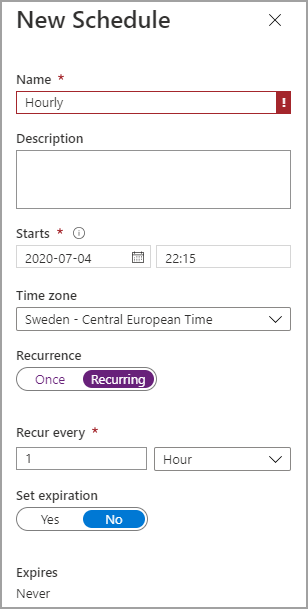 New Schedule
Name *
Hourly !
Description
Starts *
2020-07-04 22:15
Time zone
Sweden - Central European Time
Recurrence
Once Recurring
Recur every *
1 Hour
Set expiration
Yes No
Expires
Never